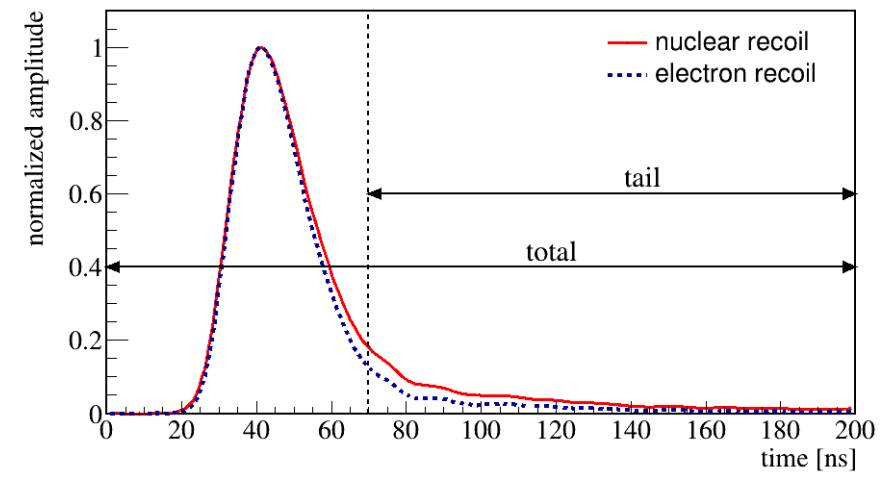 normalized amplitude
1
0.8
0.6
0.4
0.2
0
nuclear recoil
electron recoil
tail
total
0 20 40 60 80 100 120 140 160 180 200
time [ns]